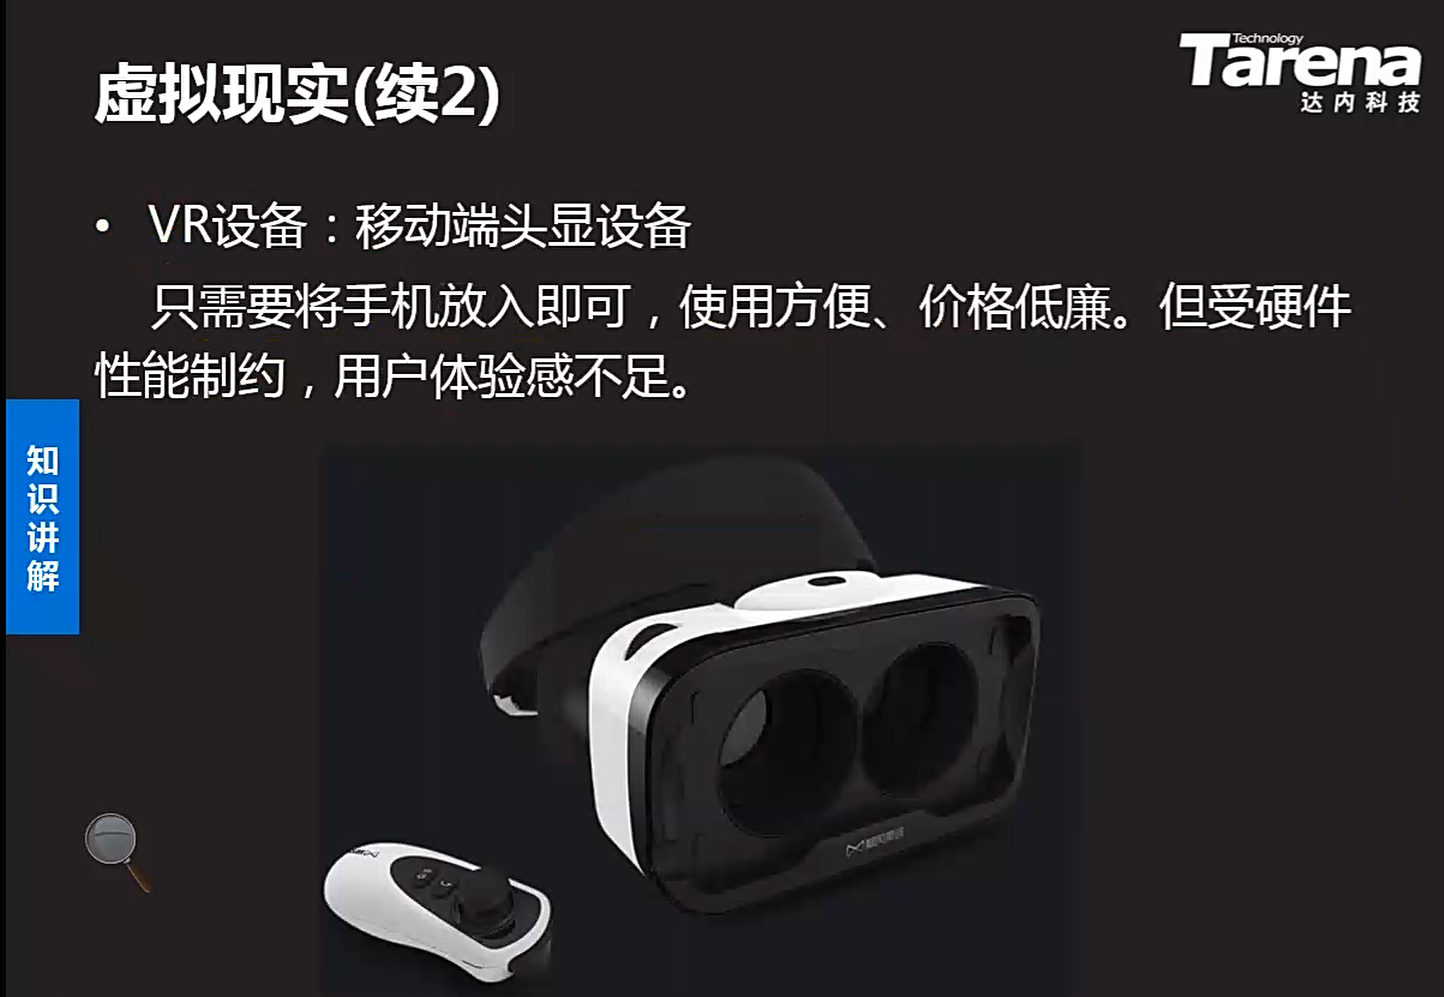 虚拟现实(续2)
Technology
Tarena
达内科技
• VR设备：移动端头显设备
只需要将手机放入即可，使用方便、价格低廉。但受硬件
性能制约，用户体验感不足。
知识讲解